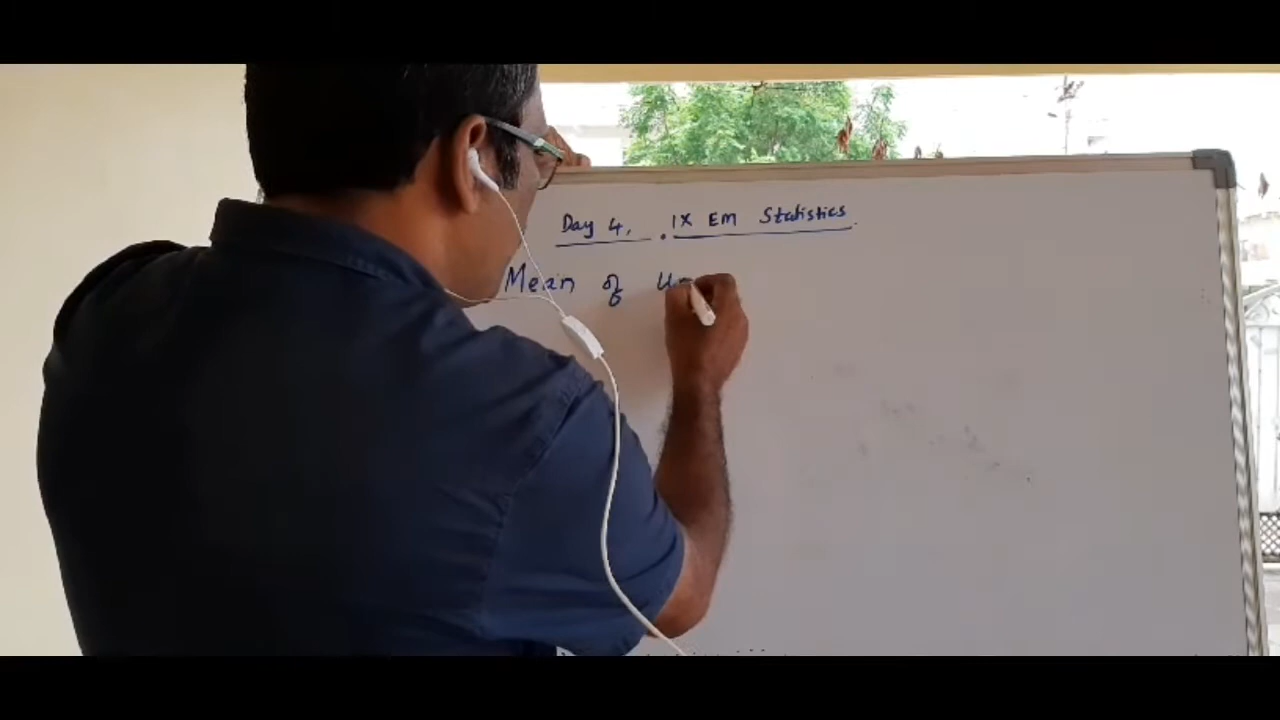 Day 4, . IX EM Statistics.
Mean of